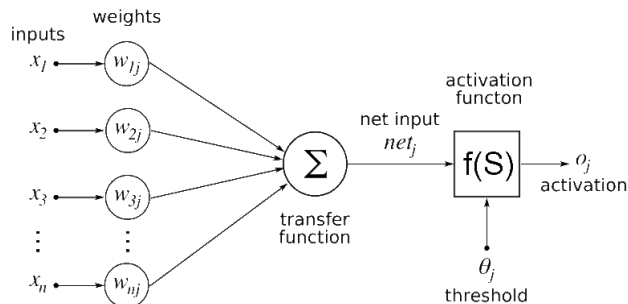 weights
inputs
x1
w1j
x2
w2j
x3
w3j
⋮
⋮
xn
wnj
Σ
transfer
function
net input
netj
activation
functon
f(S)
oj
activation
θj
threshold